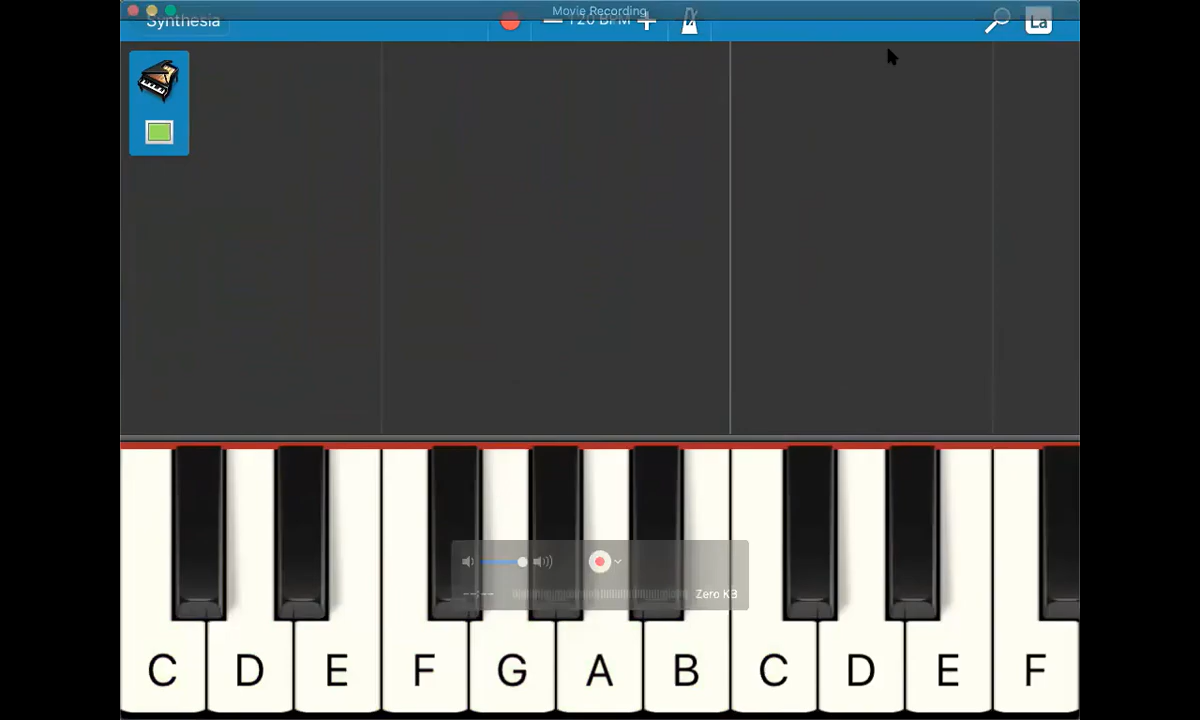 Movie Recording
Synthesia
120 BPM
La
--:--
Zero KB
C D E F G A B C D E F